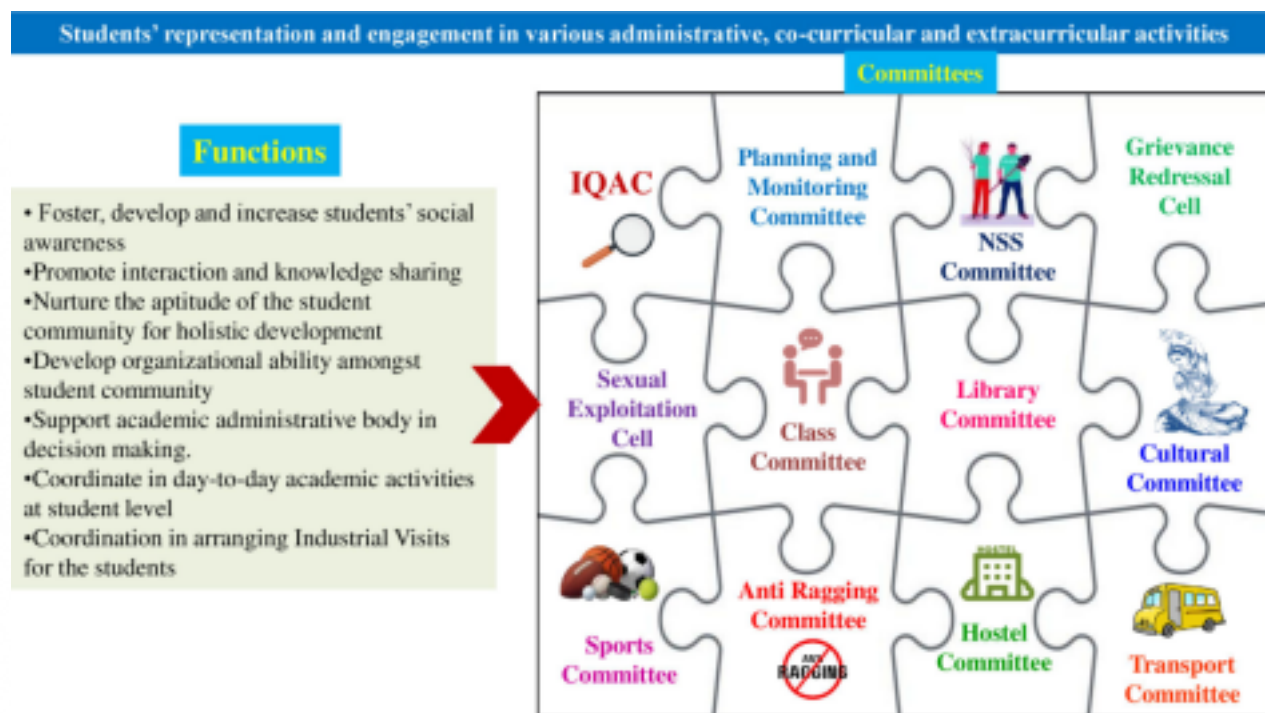 Students' representation and engagement in various administrative, co-curricular and extracurricular activities
Committees
Functions
• Foster, develop and increase students' social
awareness
•Promote interaction and knowledge sharing
•Nurture the aptitude of the student
community for holistic development
•Develop organizational ability amongst
student community
•Support academic administrative body in
decision making.
•Coordinate in day-to-day academic activities
at student level
•Coordination in arranging Industrial Visits
for the students
IQAC
Planning and
Monitoring
Committee
NSS
Committee
Grievance
Redressal
Cell
Sexual
Exploitation
Cell
Class
Committee
Library
Committee
Cultural
Committee
Sports
Committee
Anti Ragging
Committee
ANTI
RAGGING
HOSTEL
Hostel
Committee
Transport
Committee